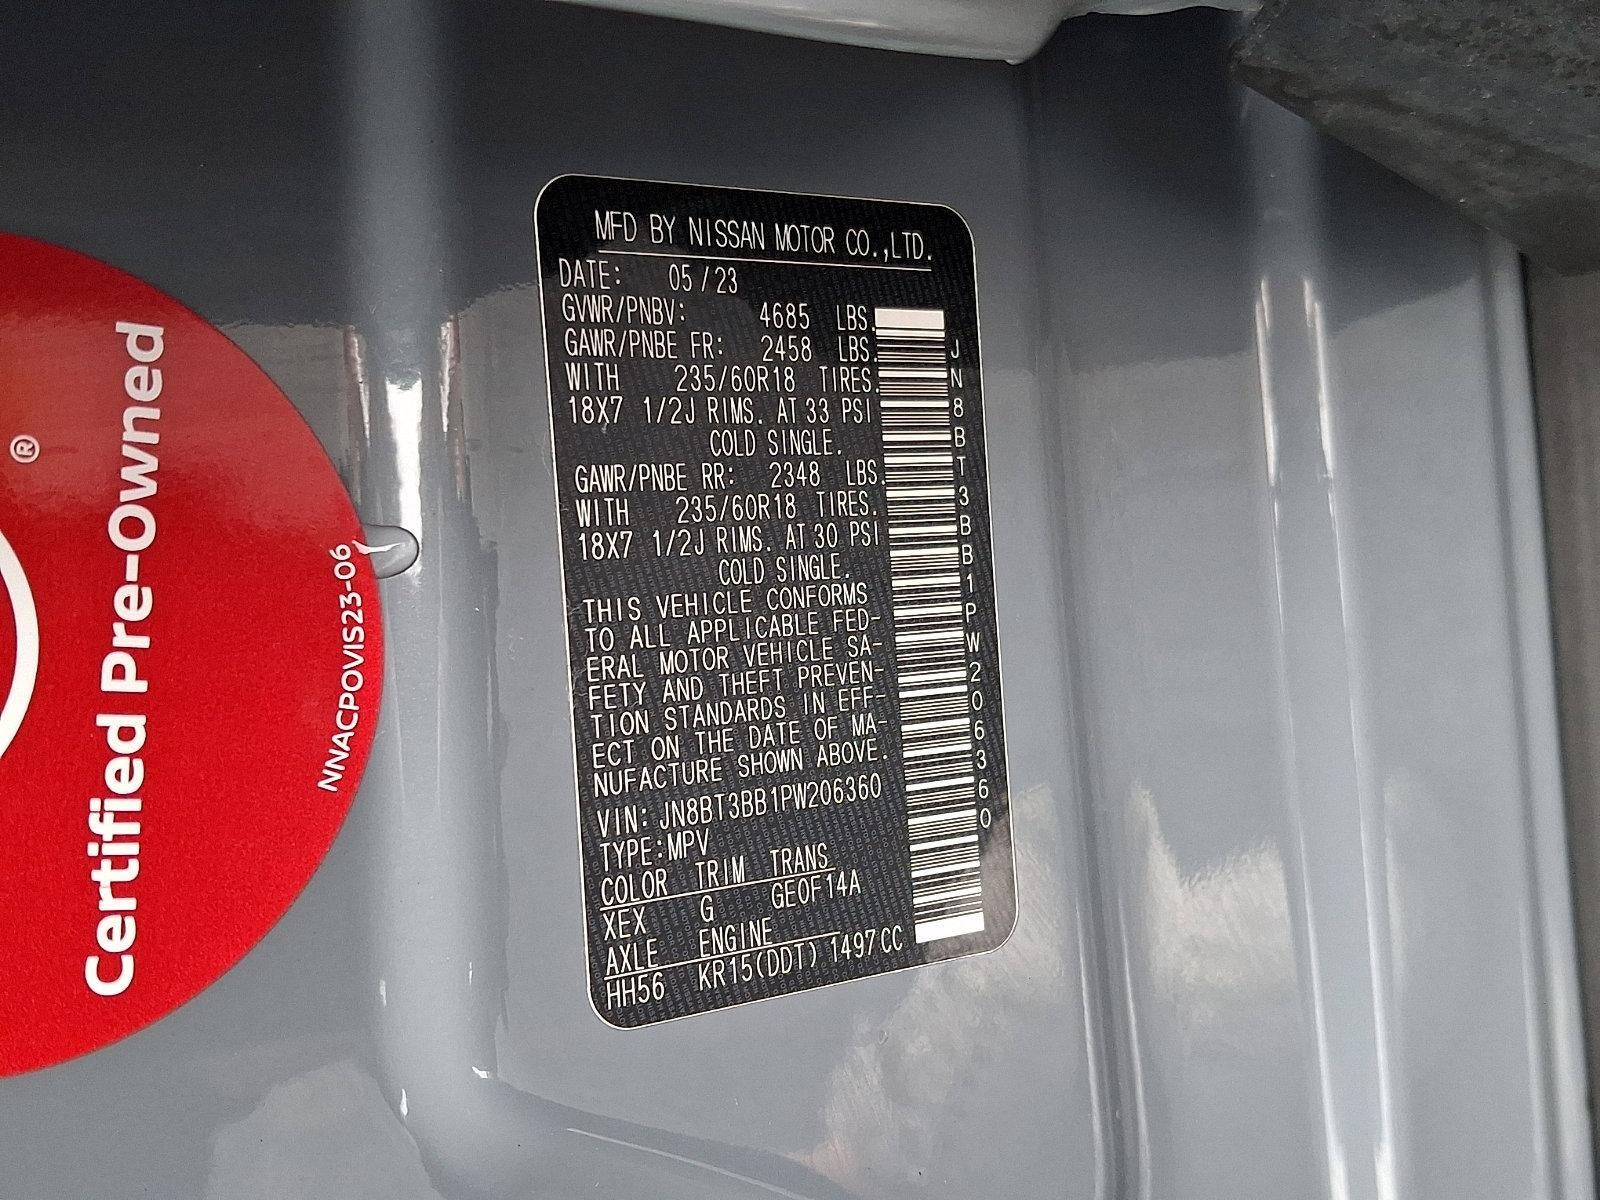 MFD BY NISSAN MOTOR CO.,LTD.
DATE: 05/23
GVWR/PNBV: 4685 LBS.
GAWR/PNBE FR: 2458 LBS.
WITH 235/60R18 TIRES.
18X7 1/2J RIMS. AT 33 PSI
COLD SINGLE.
GAWR/PNBE RR: 2348 LBS.
WITH 235/60R18 TIRES.
18X7 1/2J RIMS. AT 30 PSI
COLD SINGLE.
THIS VEHICLE CONFORMS
TO ALL APPLICABLE FED-
ERAL MOTOR VEHICLE SA-
FETY AND THEFT PREVEN-
TION STANDARDS IN EFF-
ECT ON THE DATE OF MA-
NUFACTURE SHOWN ABOVE.
VIN: JN8BT3BB1PW206360
TYPE:MPV
COLOR TRIM TRANS
XEX G GE0F14A
AXLE ENGINE
HH56 KR15(DDT) 1497CC
JN8BT3BB1PW206360
®
Certified Pre-Owned
NNACPOVIS23-06